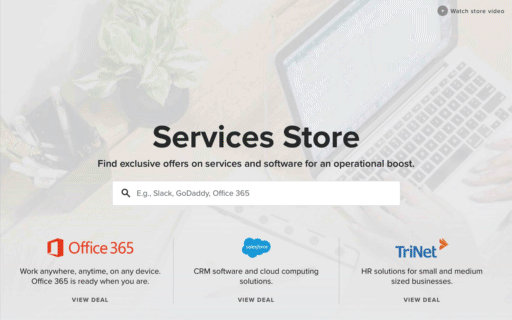 Watch store video
Services Store
Find exclusive offers on services and software for an operational boost.
E.g., Slack, GoDaddy, Office 365
Office 365
Work anywhere, anytime, on any device.
Office 365 is ready when you are.
VIEW DEAL
salesforce
CRM software and cloud computing
solutions.
VIEW DEAL
TriNet
HR solutions for small and medium
sized businesses.
VIEW DEAL